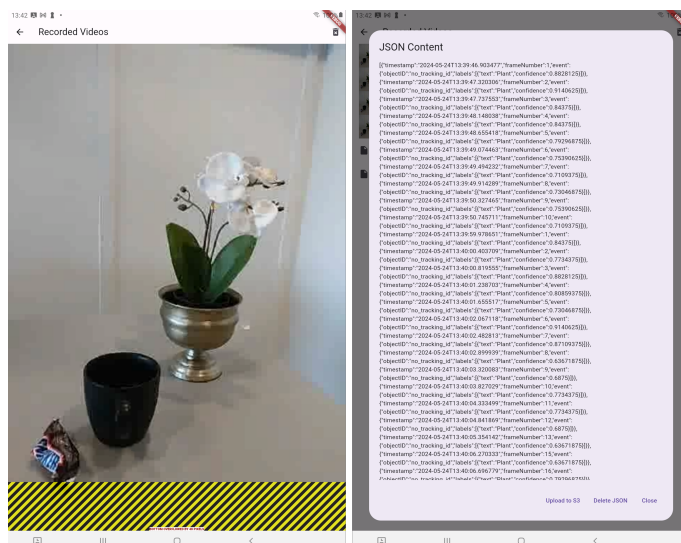 13:42
Recorded Videos
13:42
JSON Content
[{"timestamp":"2024-05-24T13:39:46.903477","frameNumber":1,"event":
{"objectID":"no_tracking_id","labels":[{"text":"Plant","confidence":0.8828125}]}},
{"timestamp":"2024-05-24T13:39:47.320306","frameNumber":2,"event":
{"objectID":"no_tracking_id","labels":[{"text":"Plant","confidence":0.9140625}]}},
{"timestamp":"2024-05-24T13:39:47.737553","frameNumber":3,"event":
{"objectID":"no_tracking_id","labels":[{"text":"Plant","confidence":0.84375}]}},
{"timestamp":"2024-05-24T13:39:48.148038","frameNumber":4,"event":
{"objectID":"no_tracking_id","labels":[{"text":"Plant","confidence":0.84375}]}},
{"timestamp":"2024-05-24T13:39:48.655418","frameNumber":5,"event":
{"objectID":"no_tracking_id","labels":[{"text":"Plant","confidence":0.79296875}]}},
{"timestamp":"2024-05-24T13:39:49.074463","frameNumber":6,"event":
{"objectID":"no_tracking_id","labels":[{"text":"Plant","confidence":0.75390625}]}},
{"timestamp":"2024-05-24T13:39:49.494232","frameNumber":7,"event":
{"objectID":"no_tracking_id","labels":[{"text":"Plant","confidence":0.7109375}]}},
{"timestamp":"2024-05-24T13:39:49.914289","frameNumber":8,"event":
{"objectID":"no_tracking_id","labels":[{"text":"Plant","confidence":0.73046875}]}},
{"timestamp":"2024-05-24T13:39:50.327465","frameNumber":9,"event":
{"objectID":"no_tracking_id","labels":[{"text":"Plant","confidence":0.75390625}]}},
{"timestamp":"2024-05-24T13:39:50.745711","frameNumber":10,"event":
{"objectID":"no_tracking_id","labels":[{"text":"Plant","confidence":0.7109375}]}},
{"timestamp":"2024-05-24T13:39:59.978651","frameNumber":1,"event":
{"objectID":"no_tracking_id","labels":[{"text":"Plant","confidence":0.84375}]}},
{"timestamp":"2024-05-24T13:40:00.403709","frameNumber":2,"event":
{"objectID":"no_tracking_id","labels":[{"text":"Plant","confidence":0.7734375}]}},
{"timestamp":"2024-05-24T13:40:00.819555","frameNumber":3,"event":
{"objectID":"no_tracking_id","labels":[{"text":"Plant","confidence":0.8828125}]}},
{"timestamp":"2024-05-24T13:40:01.238703","frameNumber":4,"event":
{"objectID":"no_tracking_id","labels":[{"text":"Plant","confidence":0.80859375}]}},
{"timestamp":"2024-05-24T13:40:01.655517","frameNumber":5,"event":
{"objectID":"no_tracking_id","labels":[{"text":"Plant","confidence":0.73046875}]}},
{"timestamp":"2024-05-24T13:40:02.067118","frameNumber":6,"event":
{"objectID":"no_tracking_id","labels":[{"text":"Plant","confidence":0.9140625}]}},
{"timestamp":"2024-05-24T13:40:02.482813","frameNumber":7,"event":
{"objectID":"no_tracking_id","labels":[{"text":"Plant","confidence":0.87109375}]}},
{"timestamp":"2024-05-24T13:40:02.899939","frameNumber":8,"event":
{"objectID":"no_tracking_id","labels":[{"text":"Plant","confidence":0.63671875}]}},
{"timestamp":"2024-05-24T13:40:03.320083","frameNumber":9,"event":
{"objectID":"no_tracking_id","labels":[{"text":"Plant","confidence":0.6875}]}},
{"timestamp":"2024-05-24T13:40:03.827029","frameNumber":10,"event":
{"objectID":"no_tracking_id","labels":[{"text":"Plant","confidence":0.7734375}]}},
{"timestamp":"2024-05-24T13:40:04.333499","frameNumber":11,"event":
{"objectID":"no_tracking_id","labels":[{"text":"Plant","confidence":0.7734375}]}},
{"timestamp":"2024-05-24T13:40:04.841869","frameNumber":12,"event":
{"objectID":"no_tracking_id","labels":[{"text":"Plant","confidence":0.6875}]}},
{"timestamp":"2024-05-24T13:40:05.354142","frameNumber":13,"event":
{"objectID":"no_tracking_id","labels":[{"text":"Plant","confidence":0.63671875}]}},
{"timestamp":"2024-05-24T13:40:06.270333","frameNumber":15,"event":
{"objectID":"no_tracking_id","labels":[{"text":"Plant","confidence":0.63671875}]}},
{"timestamp":"2024-05-24T13:40:06.696779","frameNumber":16,"event":
{"objectID":"no_tracking_id","labels":[{"text":"Plant","confidence":0.79296875}]}},
Upload to S3 Delete JSON Close